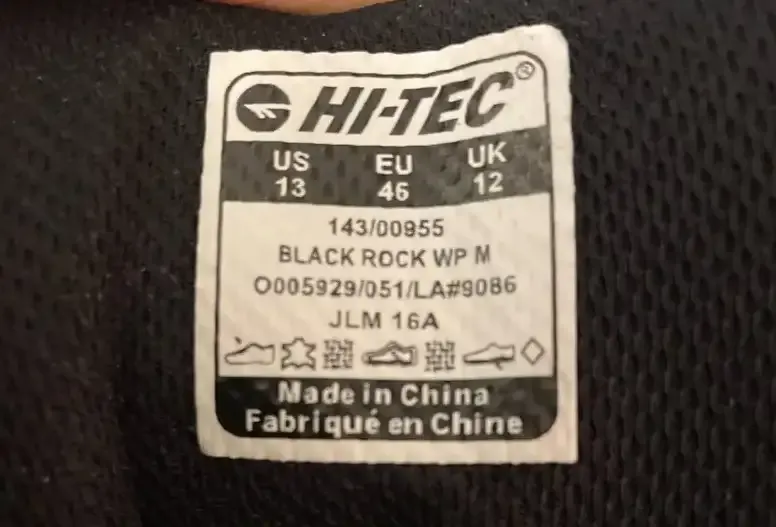 HI-TEC®
US EU UK
13 46 12
143/00955
BLACK ROCK WP M
O005929/051/LA#9086
JLM 16A
Made in China
Fabriqué en Chine